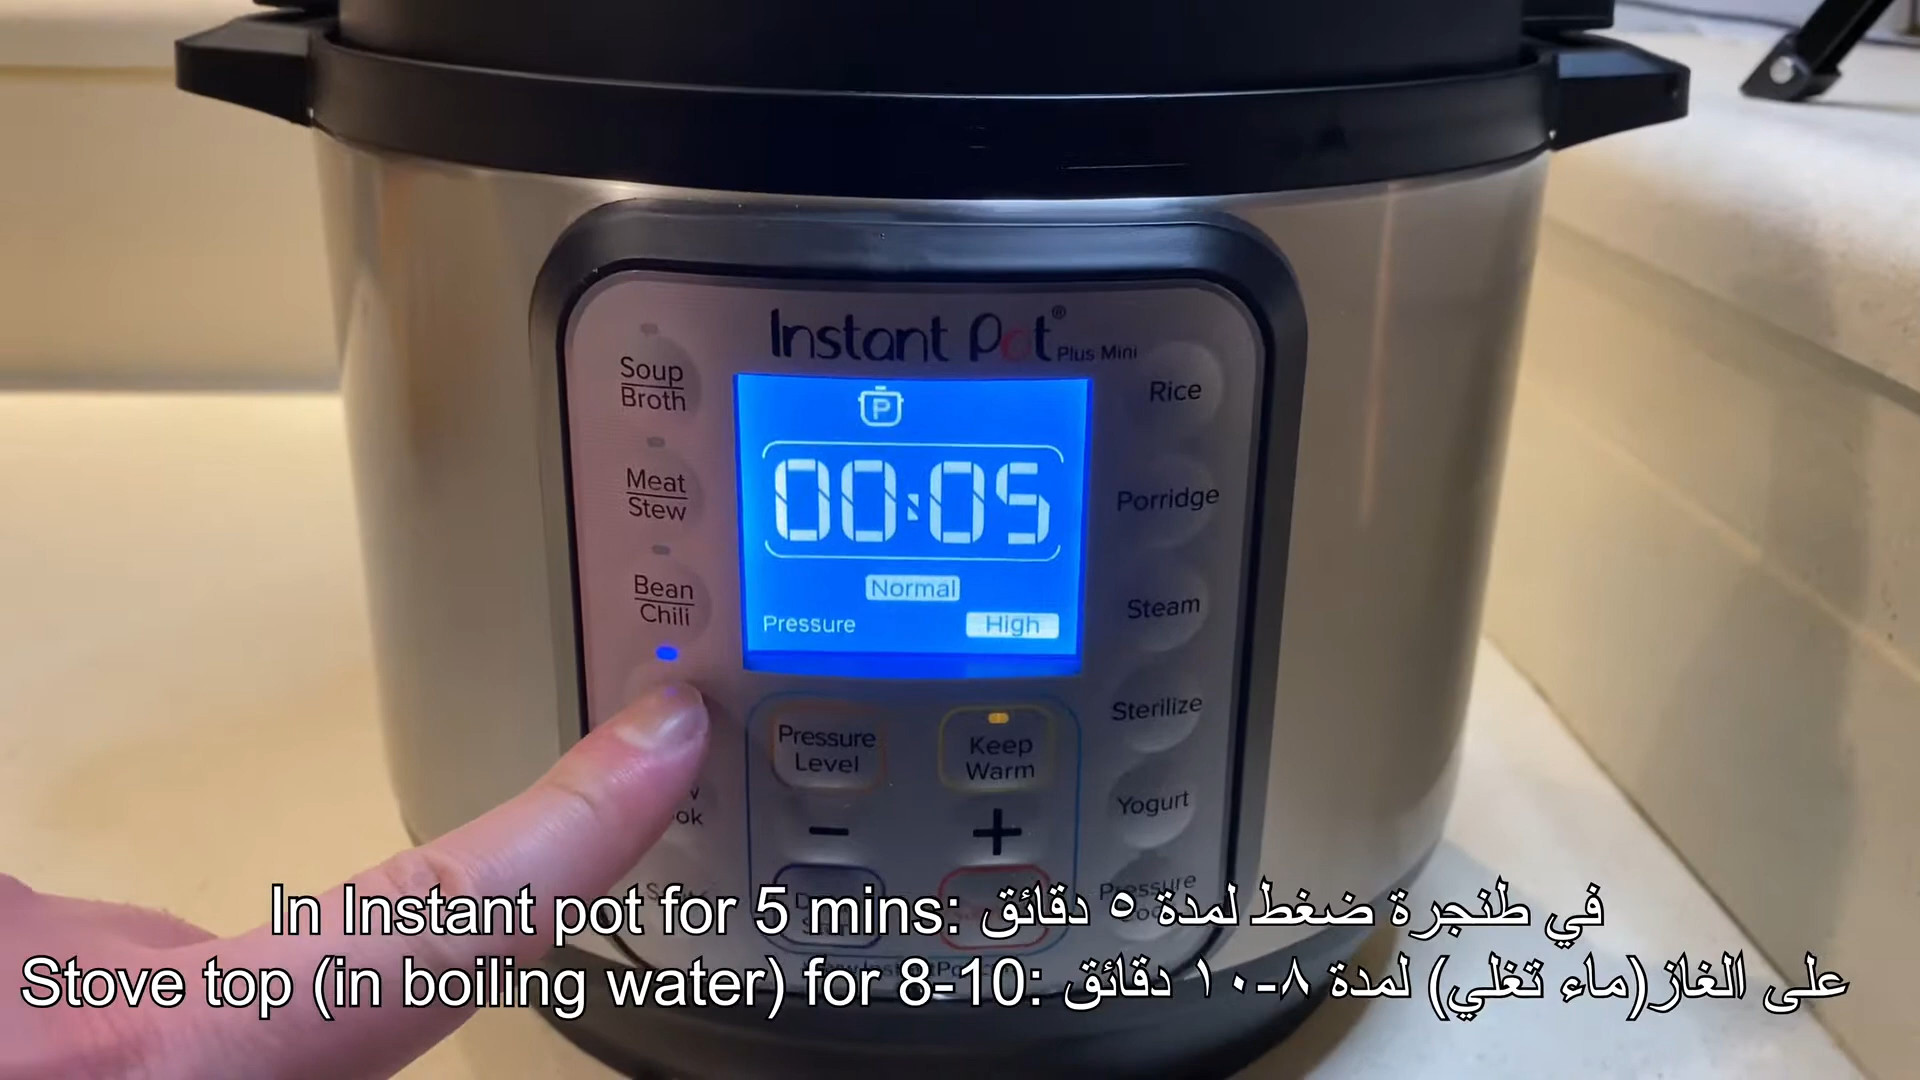 Instant Pot® Plus Mini
Soup
Broth
Meat
Stew
Bean
Chili
P
00:05
Normal
Pressure High
Rice
Porridge
Steam
Sterilize
Yogurt
Pressure
Pressure
Level
Keep
Warm
-
+
In Instant pot for 5 mins: في طنجرة ضغط لمدة ٥ دقائق
Stove top (in boiling water) for 8-10: على الغاز(ماء تغلي) لمدة ٨-١٠ دقائق